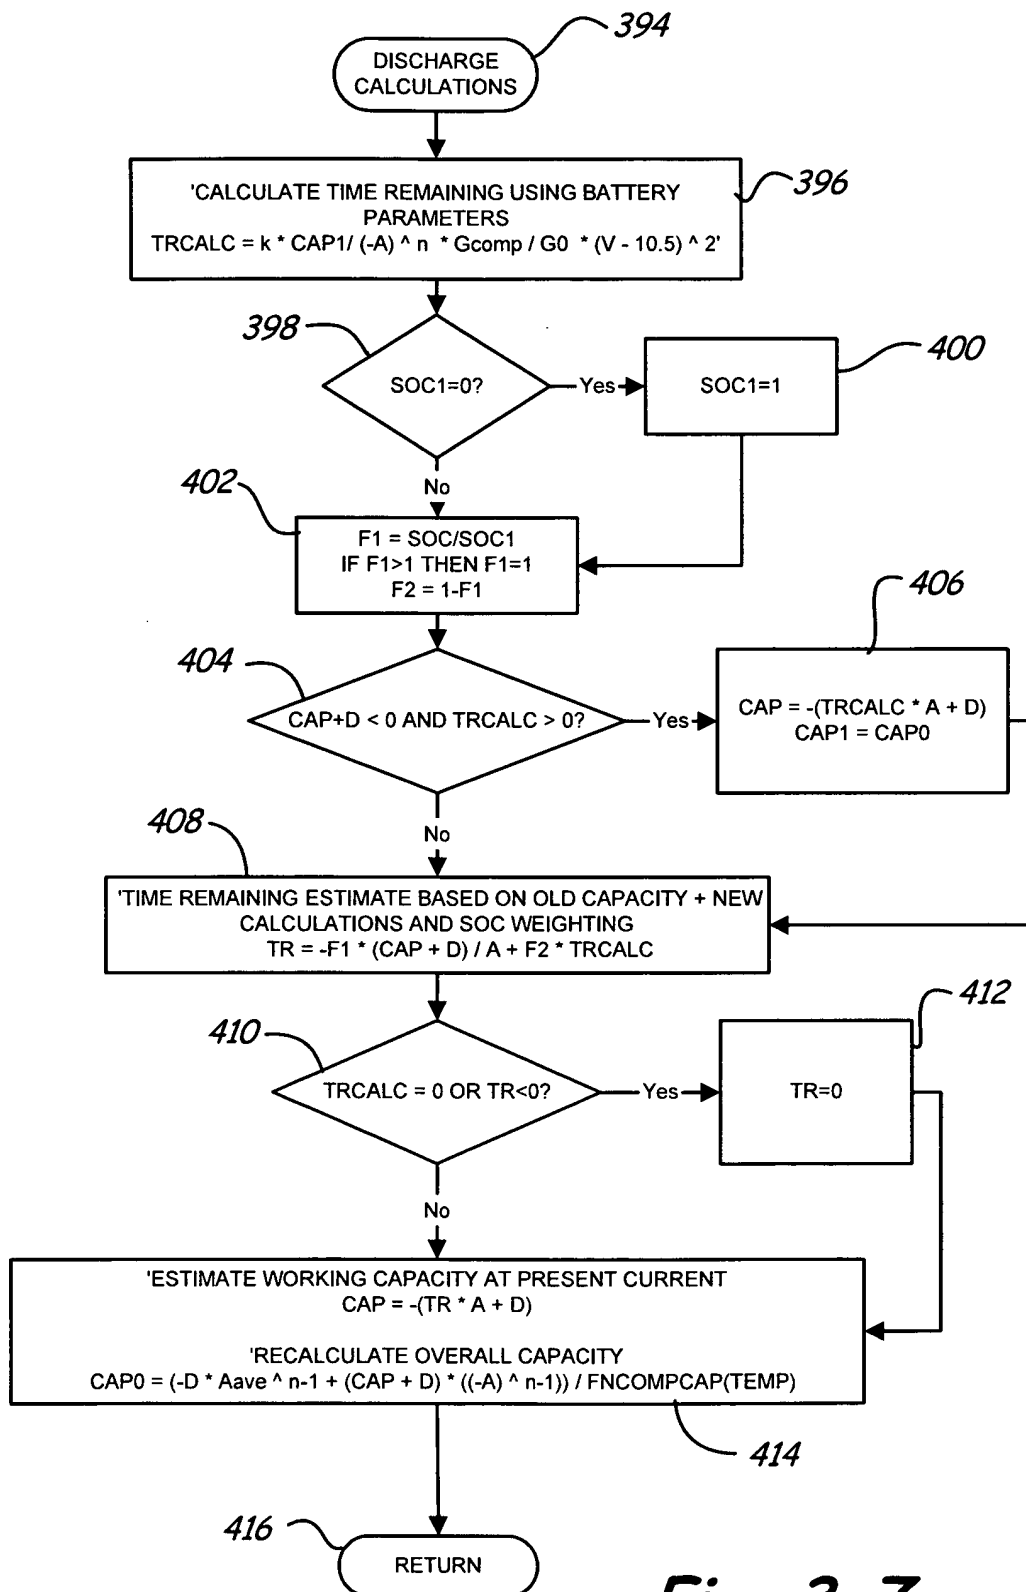 394
DISCHARGE
CALCULATIONS
'CALCULATE TIME REMAINING USING BATTERY
PARAMETERS
TRCALC = k * CAP1/ (-A) ^ n * Gcomp / G0 * (V - 10.5) ^ 2'
396
398
SOC1=0?
Yes
SOC1=1
400
No
402
F1 = SOC/SOC1
IF F1>1 THEN F1=1
F2 = 1-F1
406
404
CAP+D < 0 AND TRCALC > 0?
Yes
CAP = -(TRCALC * A + D)
CAP1 = CAP0
No
408
'TIME REMAINING ESTIMATE BASED ON OLD CAPACITY + NEW
CALCULATIONS AND SOC WEIGHTING
TR = -F1 * (CAP + D) / A + F2 * TRCALC
412
410
TRCALC = 0 OR TR<0?
Yes
TR=0
No
'ESTIMATE WORKING CAPACITY AT PRESENT CURRENT
CAP = -(TR * A + D)
'RECALCULATE OVERALL CAPACITY
CAP0 = (-D * Aave ^ n-1 + (CAP + D) * ((-A) ^ n-1)) / FNCOMPCAP(TEMP)
414
416
RETURN